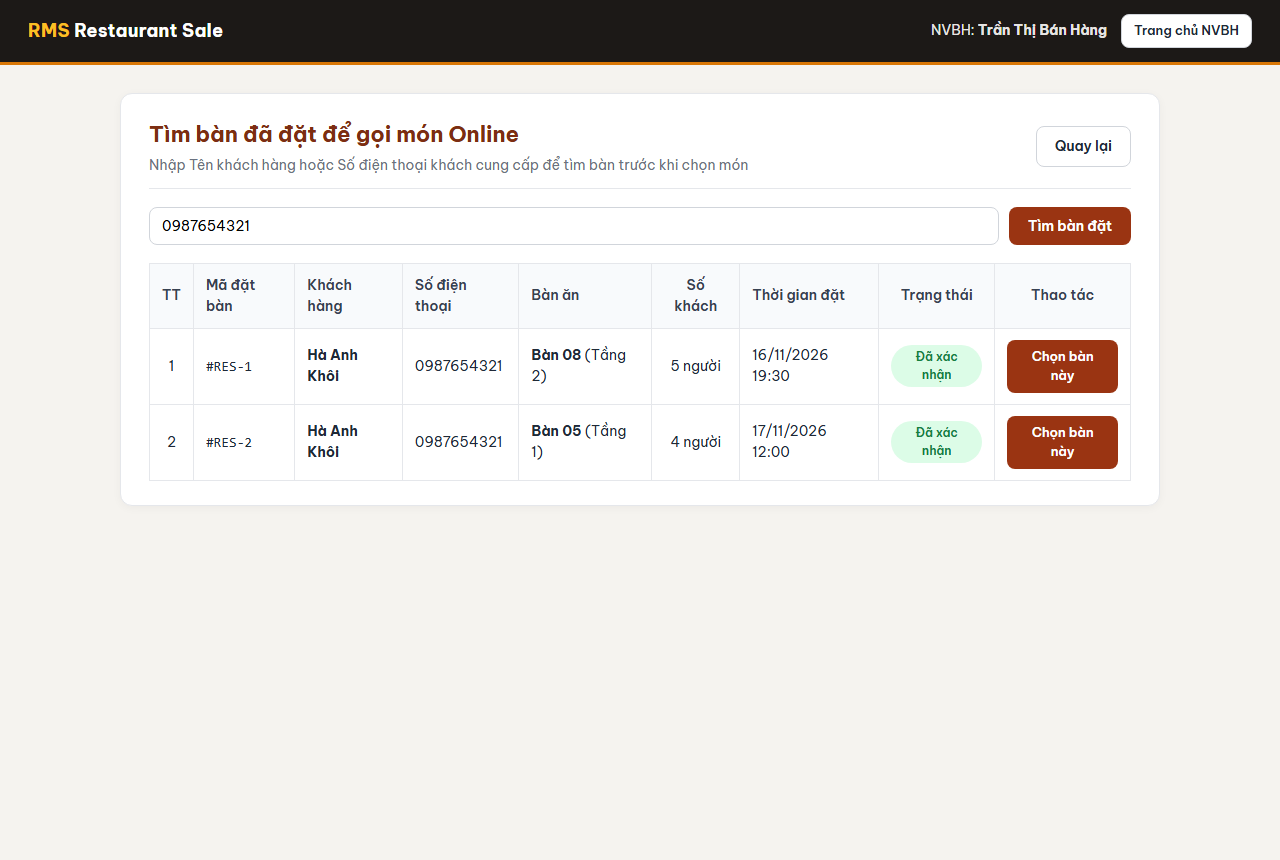 RMS Restaurant Sale
NVBH: Trần Thị Bán Hàng
Trang chủ NVBH
Tìm bàn đã đặt để gọi món Online
Nhập Tên khách hàng hoặc Số điện thoại khách cung cấp để tìm bàn trước khi chọn món
Quay lại
0987654321
Tìm bàn đặt
TT
Mã đặt
bàn
Khách
hàng
Số điện
thoại
Bàn ăn
Số
khách
Thời gian đặt
Trạng thái
Thao tác
1
#RES-1
Hà Anh
Khôi
0987654321
Bàn 08 (Tầng
2)
5 người
16/11/2026
19:30
Đã xác
nhận
Chọn bàn
này
2
#RES-2
Hà Anh
Khôi
0987654321
Bàn 05 (Tầng
1)
4 người
17/11/2026
12:00
Đã xác
nhận
Chọn bàn
này